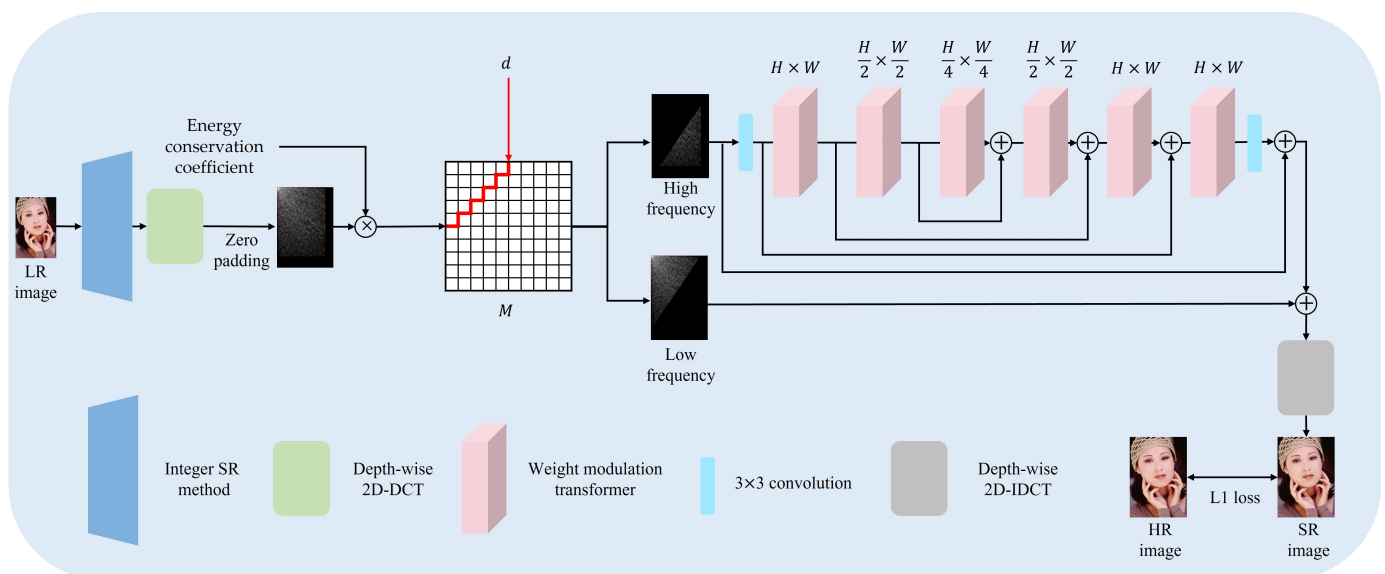 LR
image
Energy
conservation
coefficient
Zero
padding
×
d
M
High
frequency
Low
frequency
H × W
H/2 × W/2
H/4 × W/4
H/2 × W/2
H × W
H × W
+
+
+
+
+
+
Integer SR
method
Depth-wise
2D-DCT
Weight modulation
transformer
3×3 convolution
Depth-wise
2D-IDCT
L1 loss
HR
image
SR
image